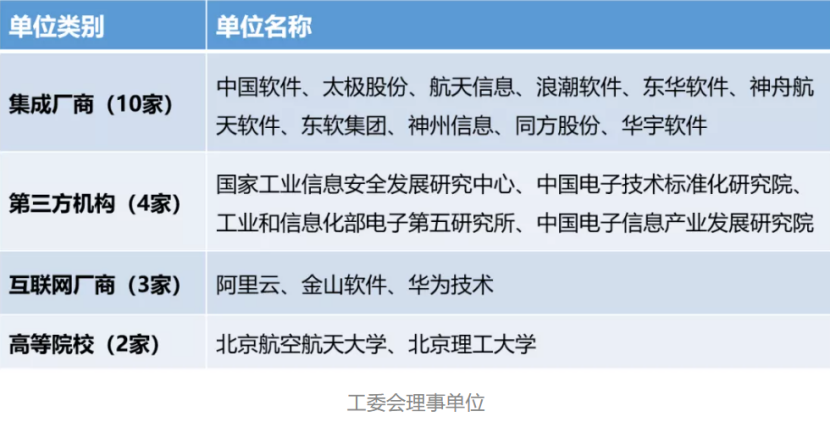 单位类别 单位名称
集成厂商（10家） 中国软件、太极股份、航天信息、浪潮软件、东华软件、神舟航
天软件、东软集团、神州信息、同方股份、华宇软件
第三方机构（4家） 国家工业信息安全发展研究中心、中国电子技术标准化研究院、
工业和信息化部电子第五研究所、中国电子信息产业发展研究院
互联网厂商（3家） 阿里云、金山软件、华为技术
高等院校（2家） 北京航空航天大学、北京理工大学
工委会理事单位